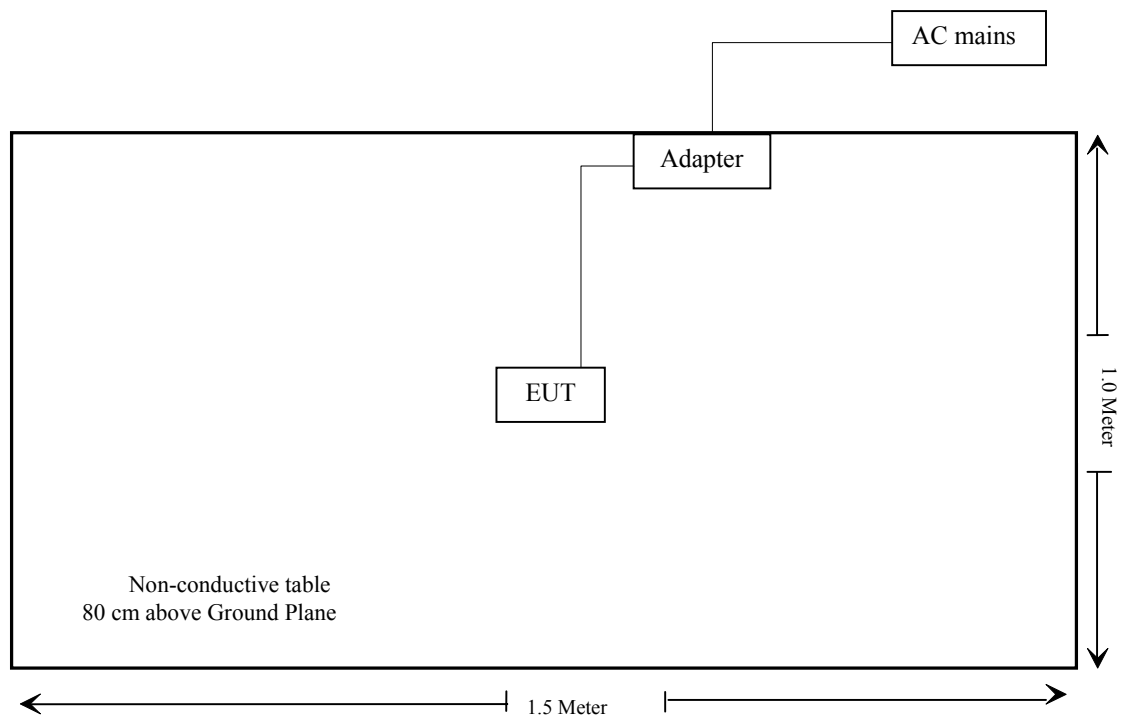 AC mains
Adapter
EUT
1.0 Meter
Non-conductive table
80 cm above Ground Plane
1.5 Meter